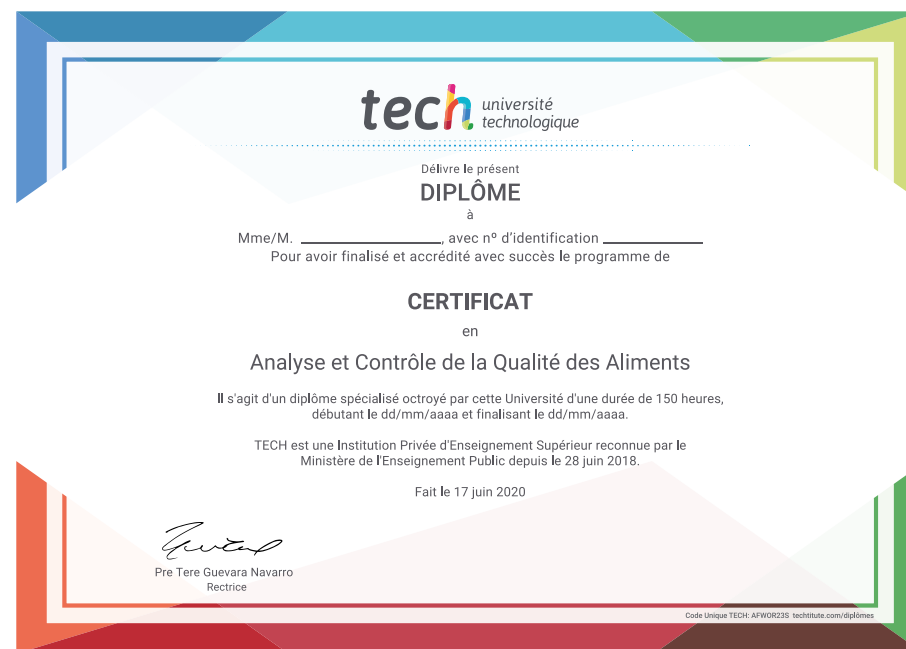 tech université
technologique
Délivre le présent
DIPLÔME
à
Mme/M. ____________________, avec nº d'identification ______________
Pour avoir finalisé et accrédité avec succès le programme de
CERTIFICAT
en
Analyse et Contrôle de la Qualité des Aliments
Il s'agit d'un diplôme spécialisé octroyé par cette Université d'une durée de 150 heures,
débutant le dd/mm/aaaa et finalisant le dd/mm/aaaa.
TECH est une Institution Privée d'Enseignement Supérieur reconnue par le
Ministère de l'Enseignement Public depuis le 28 juin 2018.
Fait le 17 juin 2020
Pre Tere Guevara Navarro
Rectrice
Code Unique TECH: AFWOR23S techtitute.com/diplômes